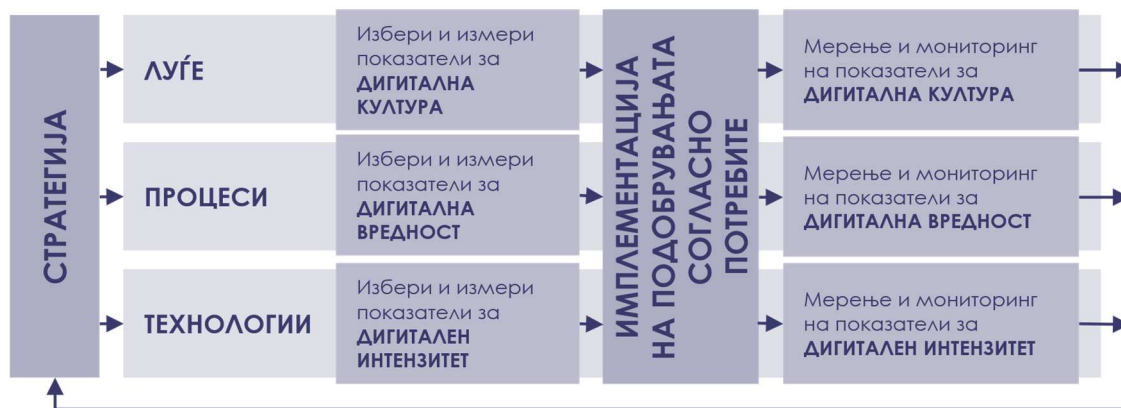 СТРАТЕГИЈА
ЛУЃЕ
Избери и измери
показатели за
ДИГИТАЛНА
КУЛТУРА
ПРОЦЕСИ
Избери и измери
показатели за
ДИГИТАЛНА
ВРЕДНОСТ
ТЕХНОЛОГИИ
Избери и измери
показатели за
ДИГИТАЛЕН
ИНТЕНЗИТЕТ
ИМПЛЕМЕНТАЦИЈА
НА ПОДОБРУВАЊАТА
СОГЛАСНО
ПОТРЕБИТЕ
Мерење и мониторинг
на показатели за
ДИГИТАЛНА КУЛТУРА
Мерење и мониторинг
на показатели за
ДИГИТАЛНА ВРЕДНОСТ
Мерење и мониторинг
на показатели за
ДИГИТАЛЕН ИНТЕНЗИТЕТ